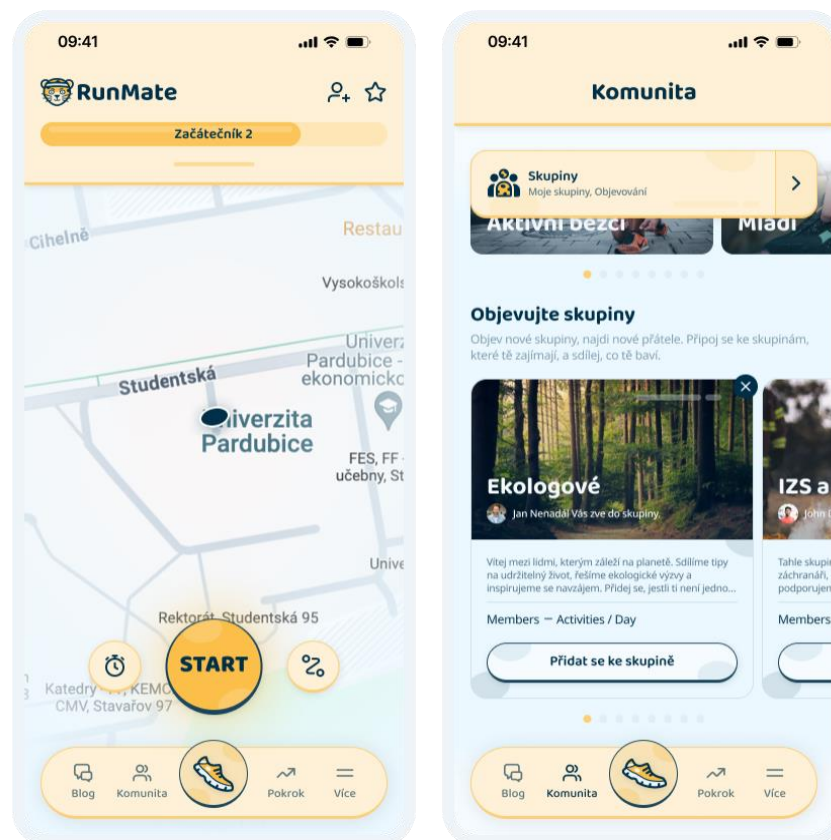 09:41
RunMate
Začátečník 2
Cihelně
Restau
Vysokoškols
Studentská
Univerz
Pardubice -
ekonomicko
niverzita
Pardubice
FES, FF -
učebny, St
Unive
Rektorát, Studentská 95
START
Katedry
KEMC
CMV, Stavařov 97
Blog
Komunita
Pokrok
Více
09:41
Komunita
Skupiny
Moje skupiny, Objevování
Aktivní běžci
Mladí
Objevujte skupiny
Objev nové skupiny, najdi nové přátele. Připoj se ke skupinám,
které tě zajímají, a sdílej, co tě baví.
Ekologové
Jan Nenadál Vás zve do skupiny.
Vítej mezi lidmi, kterým záleží na planetě. Sdílíme tipy
na udržitelný život, řešíme ekologické výzvy a
inspirujeme se navzájem. Přidej se, jestli ti není jedno...
Members — Activities / Day
Přidat se ke skupině
IZS a
John
Tahle skupi
záchranáři,
podporujem
Members
Blog
Komunita
Pokrok
Více